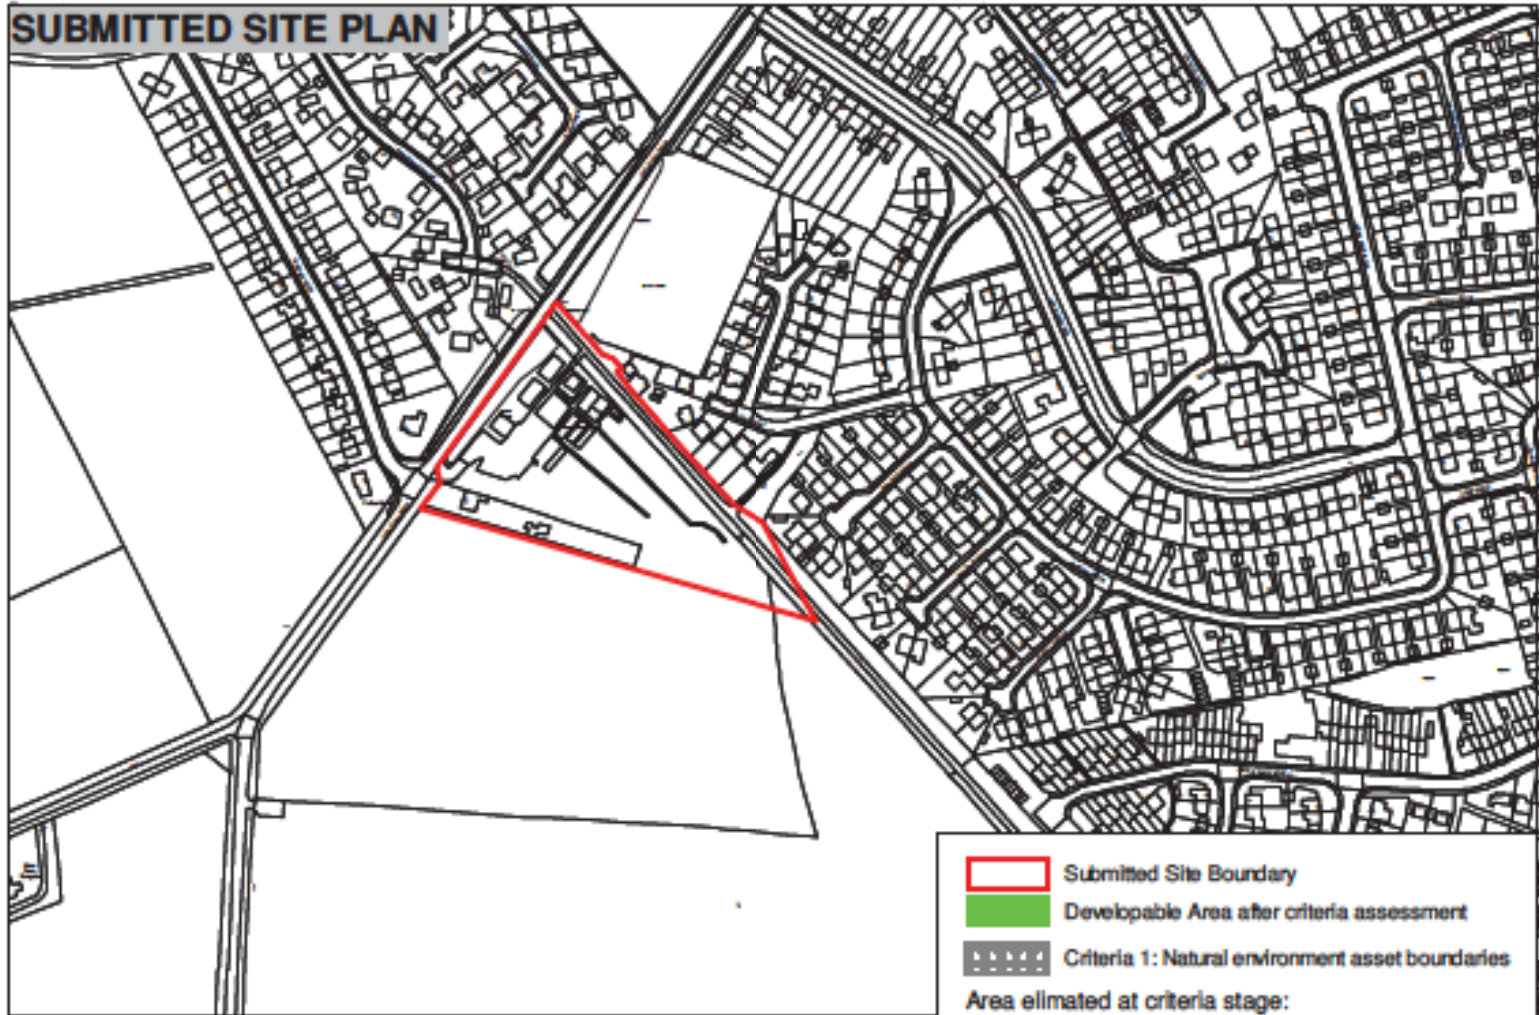 SUBMITTED SITE PLAN
Submitted Site Boundary
Developable Area after criteria assessment
Criteria 1: Natural environment asset boundaries
Area elimated at criteria stage: